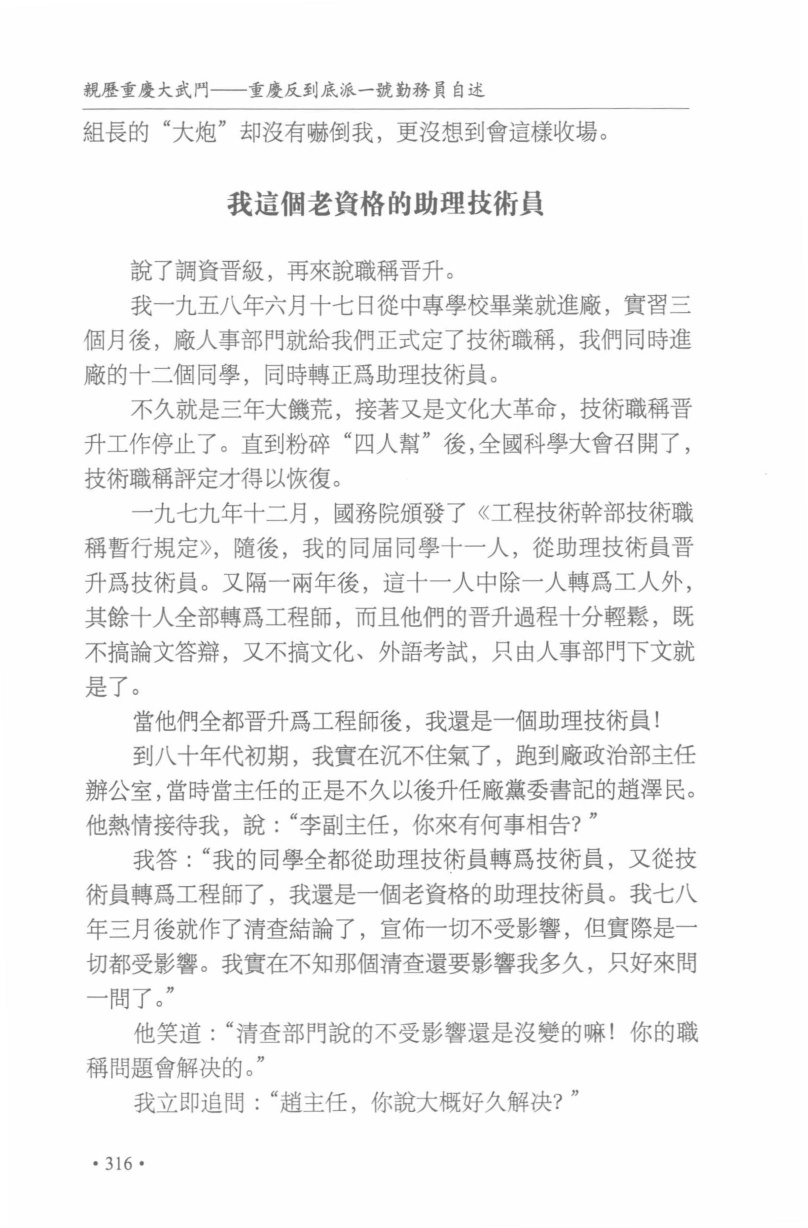 親歷重慶大武鬥——重慶反到底派一號勤務員自述
組長的“大炮”却沒有嚇倒我，更沒想到會這樣收場。
我這個老資格的助理技術員
說了調資晋級，再來說職稱晋升。
我一九五八年六月十七日從中專學校畢業就進廠，實習三
個月後，廠人事部門就給我們正式定了技術職稱，我們同時進
廠的十二個同學，同時轉正爲助理技術員。
不久就是三年大饑荒，接著又是文化大革命，技術職稱晋
升工作停止了。直到粉碎“四人幫”後，全國科學大會召開了，
技術職稱評定才得以恢復。
一九七九年十二月，國務院頒發了《工程技術幹部技術職
稱暫行規定》，隨後，我的同届同學十一人，從助理技術員晋
升爲技術員。又隔一兩年後，這十一人中除一人轉爲工人外，
其餘十人全部轉爲工程師，而且他們的晋升過程十分輕鬆，既
不搞論文答辯，又不搞文化、外語考試，只由人事部門下文就
是了。
當他們全都晋升爲工程師後，我還是一個助理技術員！
到八十年代初期，我實在沉不住氣了，跑到廠政治部主任
辦公室，當時當主任的正是不久以後升任廠黨委書記的趙澤民。
他熱情接待我，說：“李副主任，你來有何事相告？”
我答：“我的同學全都從助理技術員轉爲技術員，又從技
術員轉爲工程師了，我還是一個老資格的助理技術員。我七八
年三月後就作了清查結論了，宣佈一切不受影響，但實際是一
切都受影響。我實在不知那個清查還要影響我多久，只好來問
一問了。”
他笑道：“清查部門說的不受影響還是沒變的嘛！你的職
稱問題會解决的。”
我立即追問：“趙主任，你說大概好久解决？”
·316·